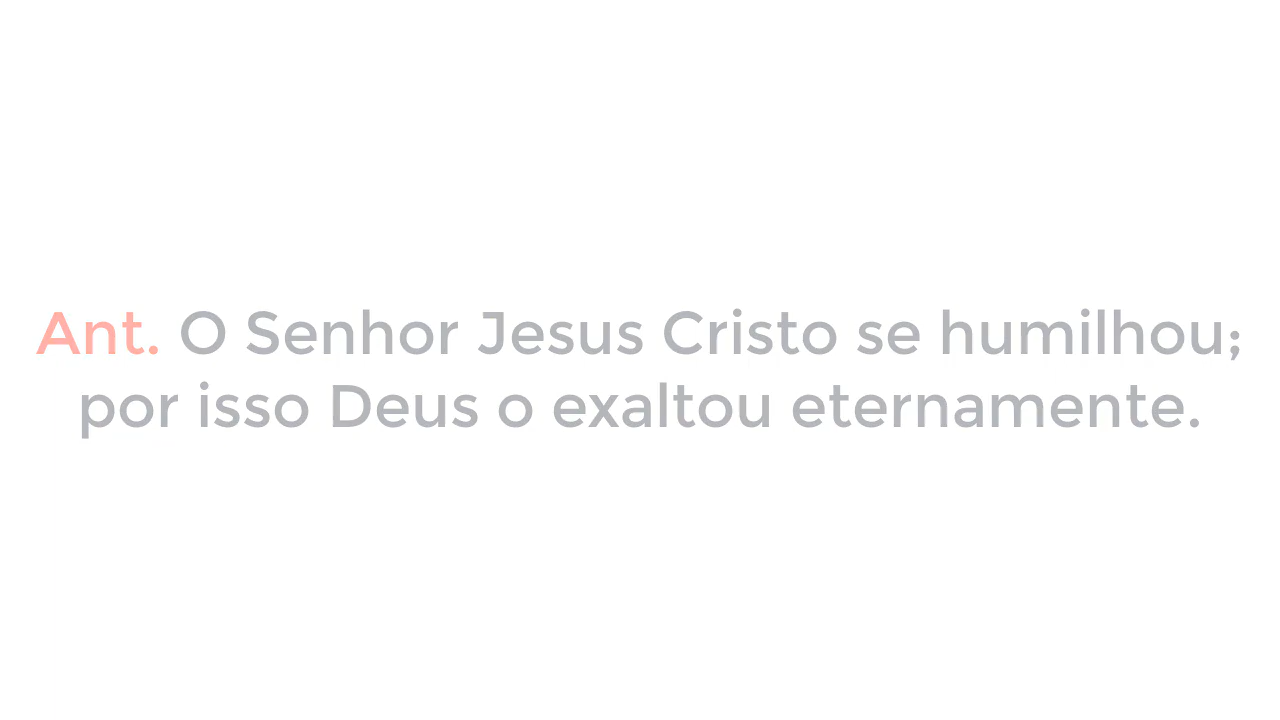 Ant. O Senhor Jesus Cristo se humilhou;
por isso Deus o exaltou eternamente.